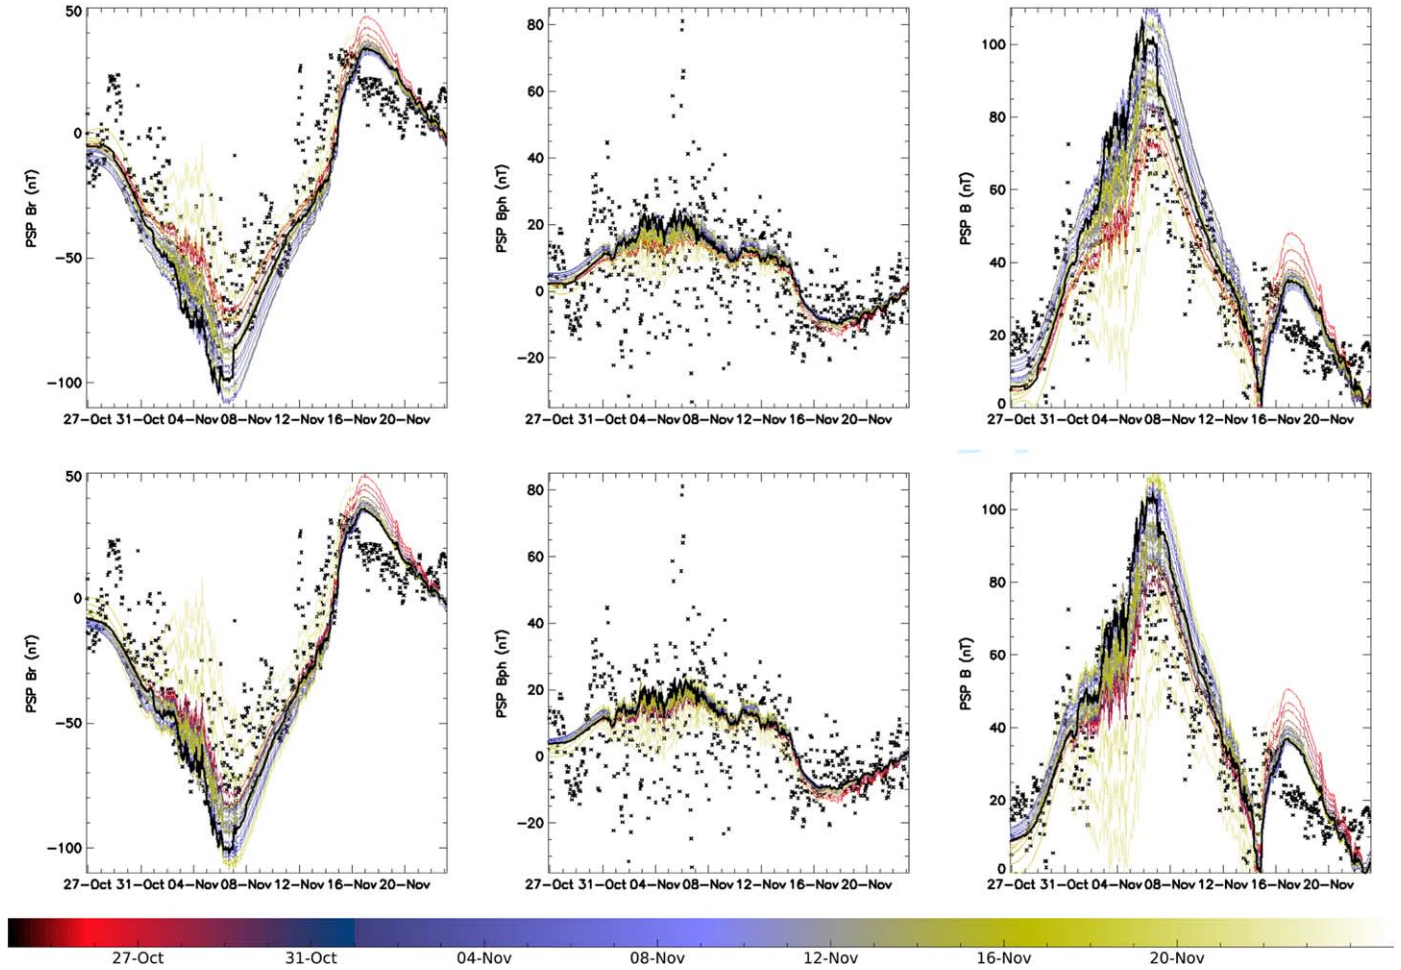 PSP Br (nT)
50
0
−50
−100
27−Oct 31−Oct 04−Nov 08−Nov 12−Nov 16−Nov 20−Nov
PSP Bph (nT)
80
60
40
20
0
−20
27−Oct 31−Oct 04−Nov 08−Nov 12−Nov 16−Nov 20−Nov
PSP B (nT)
100
80
60
40
20
0
27−Oct 31−Oct 04−Nov 08−Nov 12−Nov 16−Nov 20−Nov
PSP Br (nT)
50
0
−50
−100
27−Oct 31−Oct 04−Nov 08−Nov 12−Nov 16−Nov 20−Nov
PSP Bph (nT)
80
60
40
20
0
−20
27−Oct 31−Oct 04−Nov 08−Nov 12−Nov 16−Nov 20−Nov
PSP B (nT)
100
80
60
40
20
0
27−Oct 31−Oct 04−Nov 08−Nov 12−Nov 16−Nov 20−Nov
27-Oct 31-Oct 04-Nov 08-Nov 12-Nov 16-Nov 20-Nov